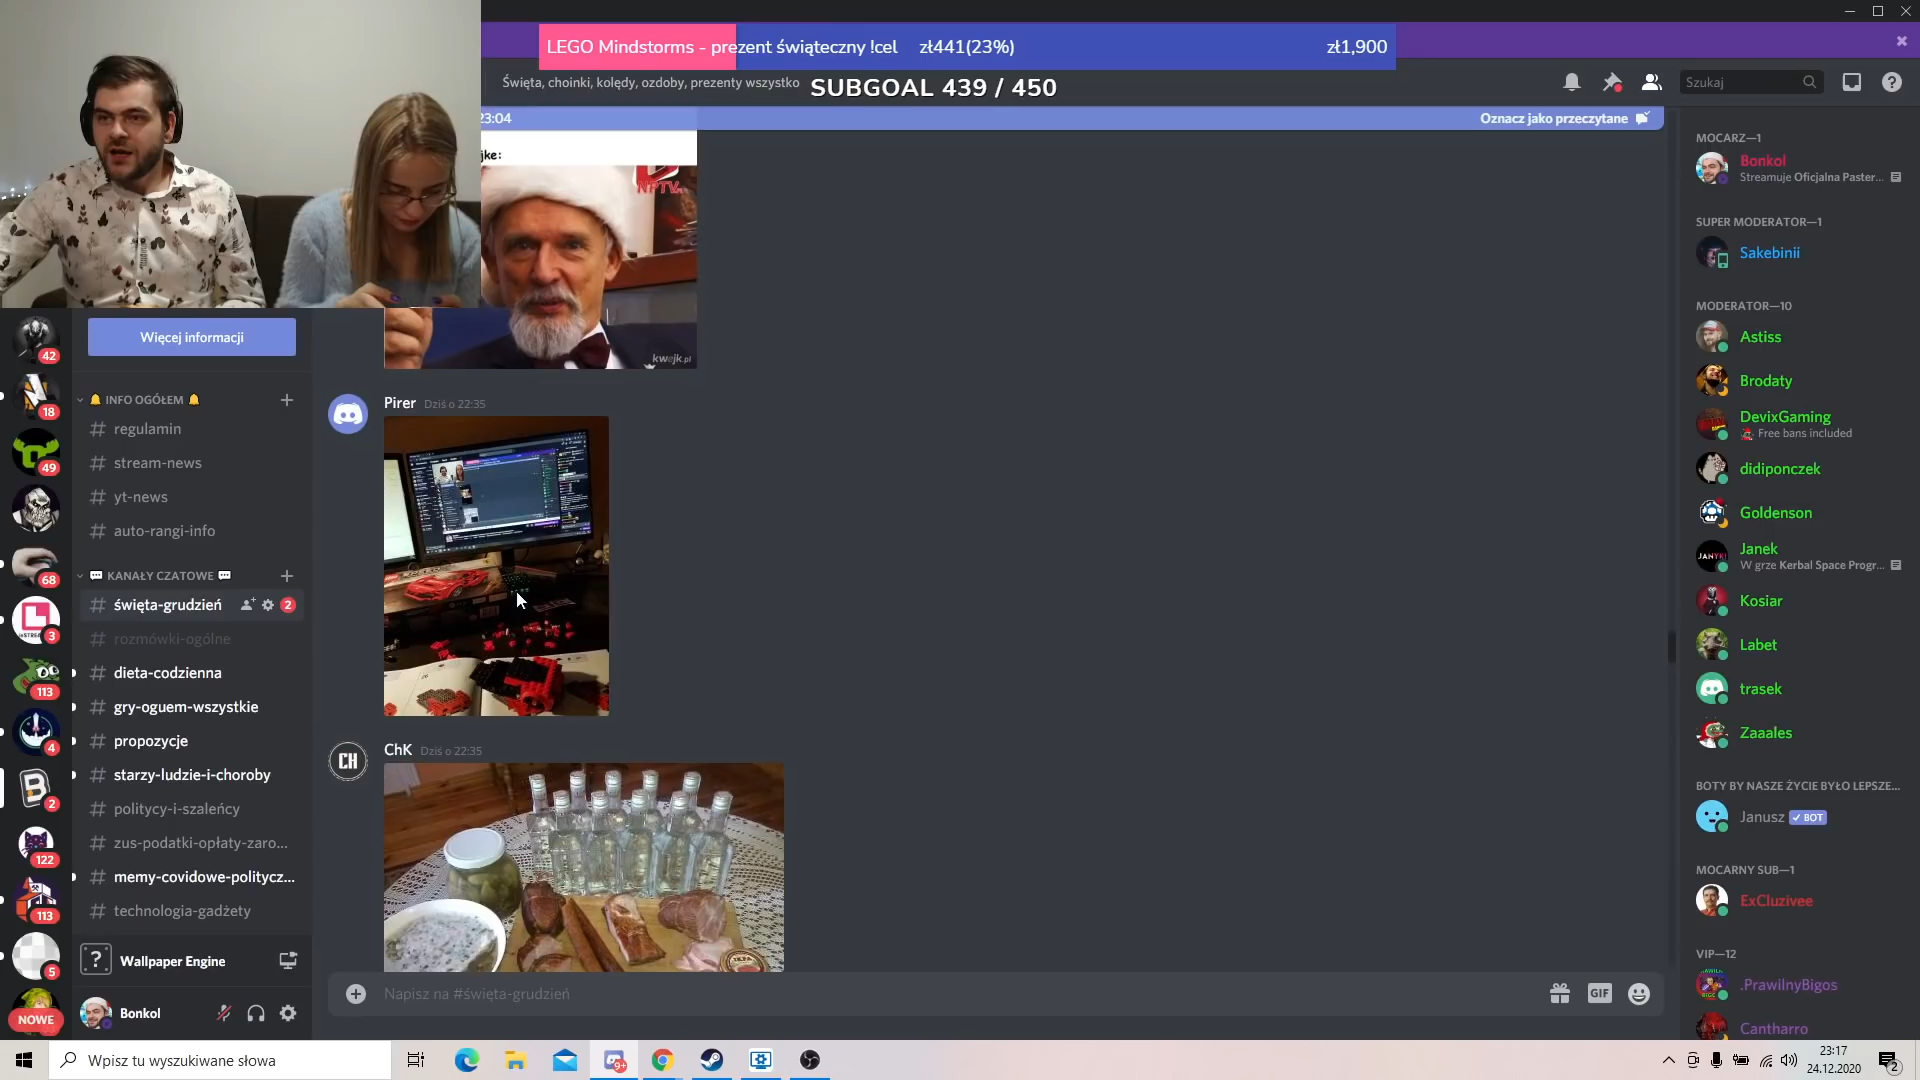 LEGO Mindstorms - prezent świąteczny !cel zł441(23%) zł1,900
Święta, choinki, kolędy, ozdoby, prezenty wszystko
SUBGOAL 439 / 450
Szukaj
23:04
Oznacz jako przeczytane
jke:
NPTV.
kwejk.pl
Więcej informacji
INFO OGÓŁEM
regulamin
stream-news
yt-news
auto-rangi-info
KANAŁY CZATOWE
święta-grudzień 2
rozmówki-ogólne
dieta-codzienna
gry-oguem-wszystkie
propozycje
starzy-ludzie-i-choroby
politycy-i-szaleńcy
zus-podatki-opłaty-zaro...
memy-covidowe-politycz...
technologia-gadżety
Wallpaper Engine
Bonkol
42
18
49
68
3
113
4
B
2
122
113
5
NOWE
Pirer Dziś o 22:35
CH
ChK Dziś o 22:35
Napisz na #święta-grudzień
GIF
MOCARZ—1
Bonkol
Streamuje Oficjalna Paster...
SUPER MODERATOR—1
Sakebinii
MODERATOR—10
Astiss
Brodaty
DevixGaming
Free bans included
didiponczek
Goldenson
Janek
W grze Kerbal Space Progr...
Kosiar
Labet
trasek
Zaaales
BOTY BY NASZE ŻYCIE BYŁO LEPSZE...
Janusz BOT
MOCARNY SUB—1
ExCluzivee
VIP—12
.PrawilnyBigos
Cantharro
Wpisz tu wyszukiwane słowa
9+
23:17
24.12.2020
2